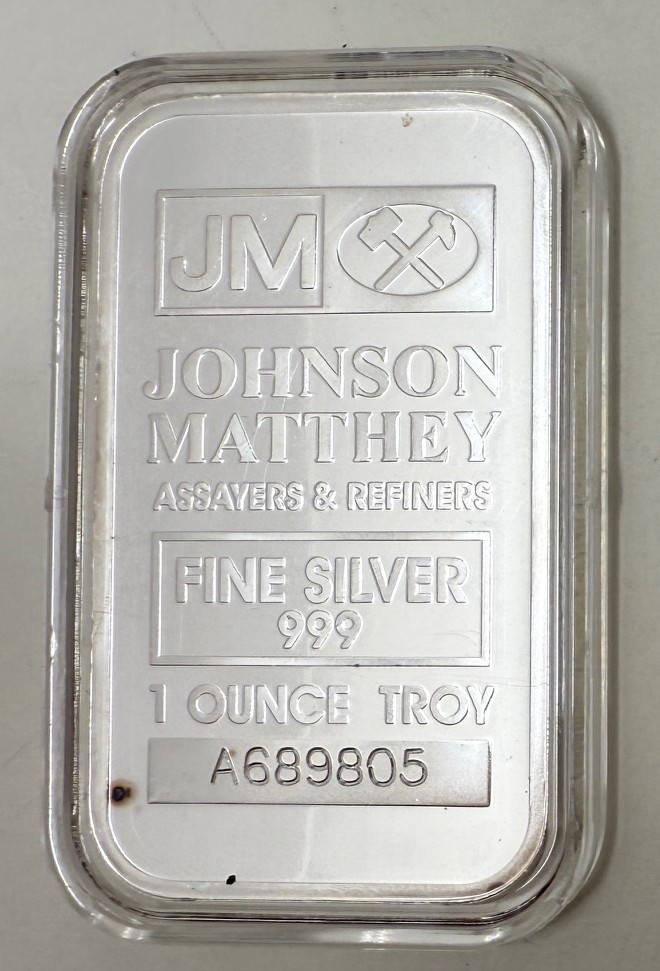 JM
JOHNSON
MATTHEY
ASSAYERS & REFINERS
FINE SILVER
999
1 OUNCE TROY
A689805